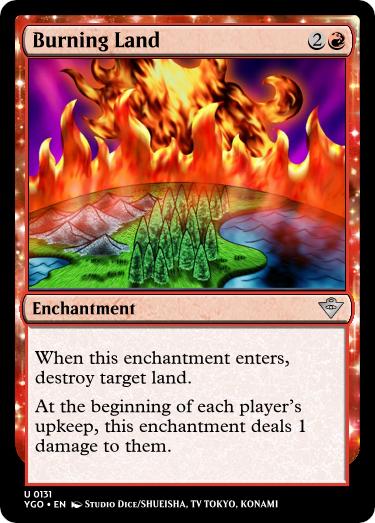 Burning Land 2
Enchantment
When this enchantment enters,
destroy target land.
At the beginning of each player's
upkeep, this enchantment deals 1
damage to them.
U 0131
YGO • EN Studio Dice/SHUEISHA, TV TOKYO, KONAMI